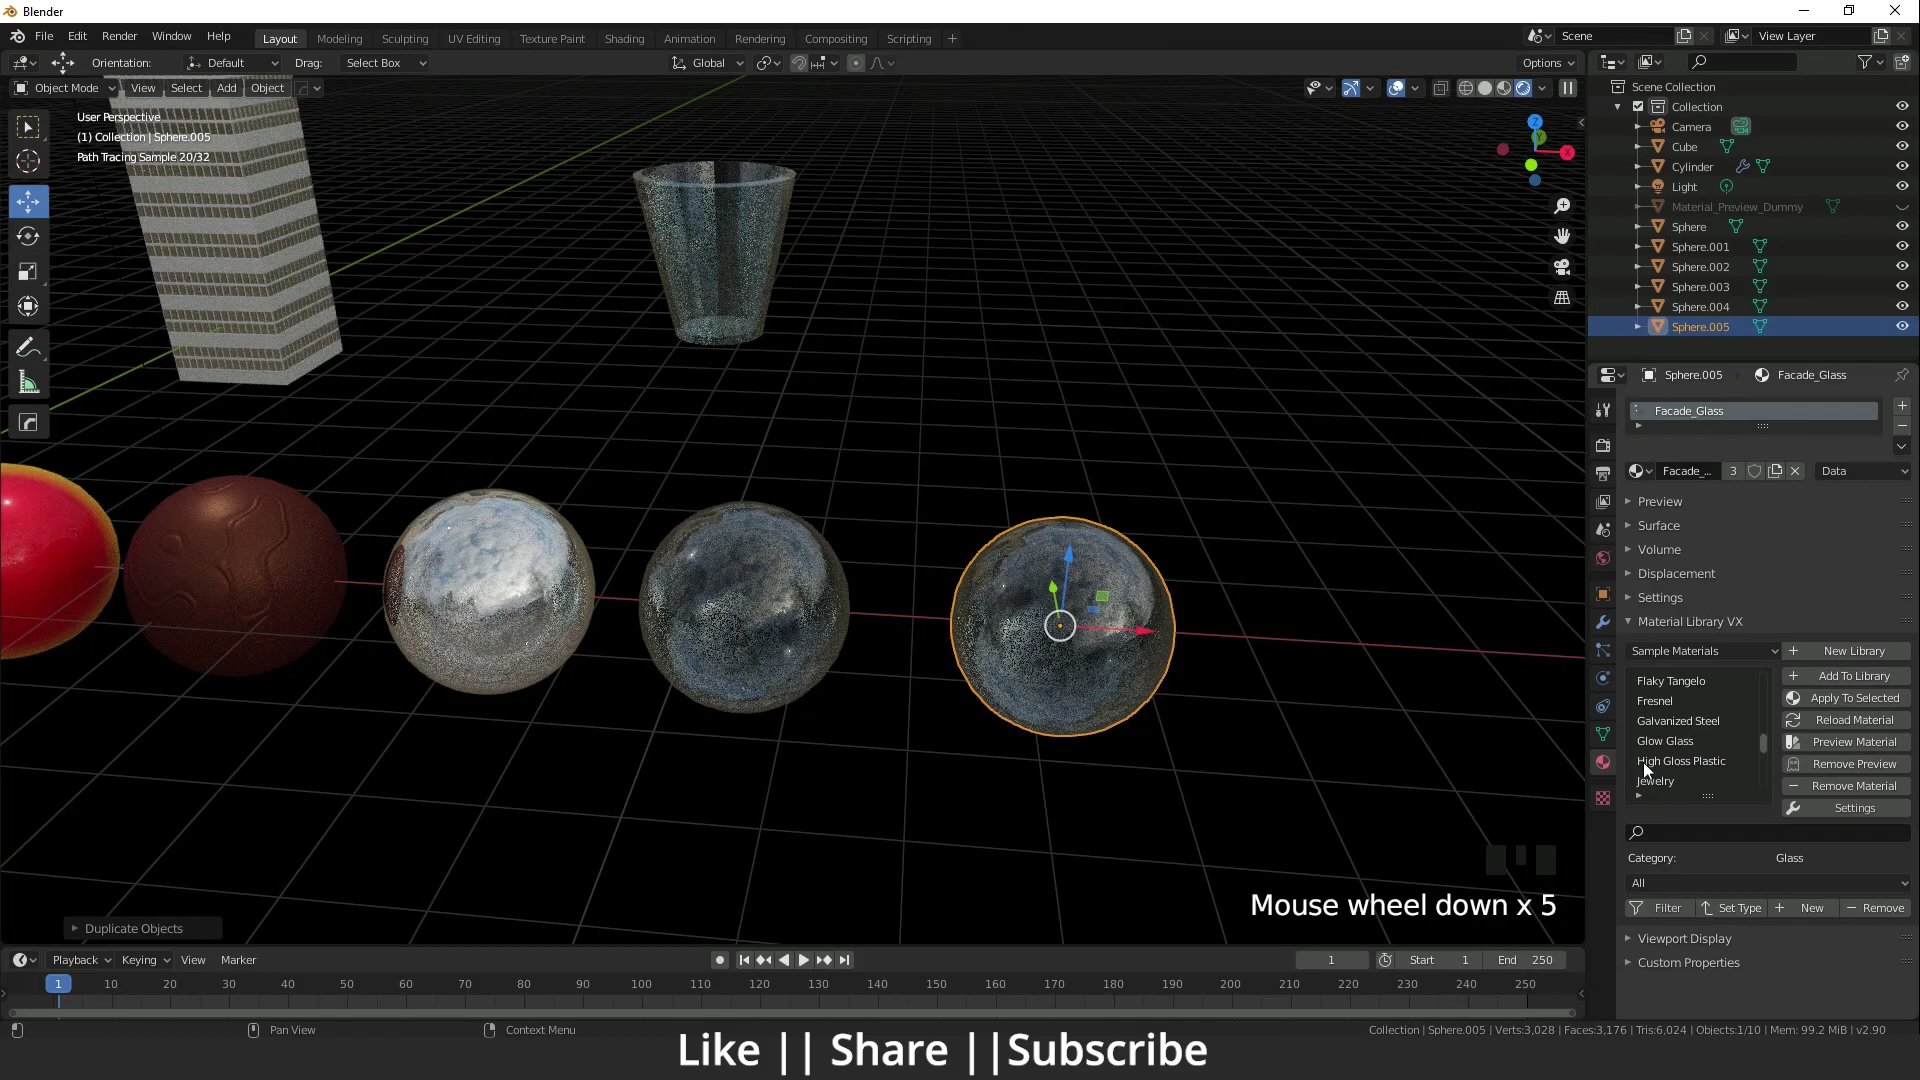 Blender
File Edit Render Window Help
Layout Modeling Sculpting UV Editing Texture Paint Shading Animation Rendering Compositing Scripting +
Scene View Layer
Orientation: Default Drag: Select Box Global Options
Object Mode View Select Add Object
User Perspective
(1) Collection | Sphere.005
Path Tracing Sample 20/32
Z
X
Scene Collection
Collection
Camera
Cube
Cylinder
Light
Material_Preview_Dummy
Sphere
Sphere.001
Sphere.002
Sphere.003
Sphere.004
Sphere.005
Sphere.005 Facade_Glass
Facade_Glass
Facade_... 3 Data
Preview
Surface
Volume
Displacement
Settings
Material Library VX
Sample Materials New Library
Flaky Tangelo
Fresnel
Galvanized Steel
Glow Glass
High Gloss Plastic
Jewelry
Add To Library
Apply To Selected
Reload Material
Preview Material
Remove Preview
Remove Material
Settings
Category: Glass
All
Filter Set Type New Remove
Viewport Display
Custom Properties
Mouse wheel down x 5
Duplicate Objects
Playback Keying View Marker
1 Start 1 End 250
1 10 20 30 40 50 60 70 80 90 100 110 120 130 140 150 160 170 180 190 200 210 220 230 240 250
Pan View Context Menu
Collection | Sphere.005 | Verts:3,028 | Faces:3,176 | Tris:6,024 | Objects:1/10 | Mem: 99.2 MiB | v2.90
Like || Share ||Subscribe